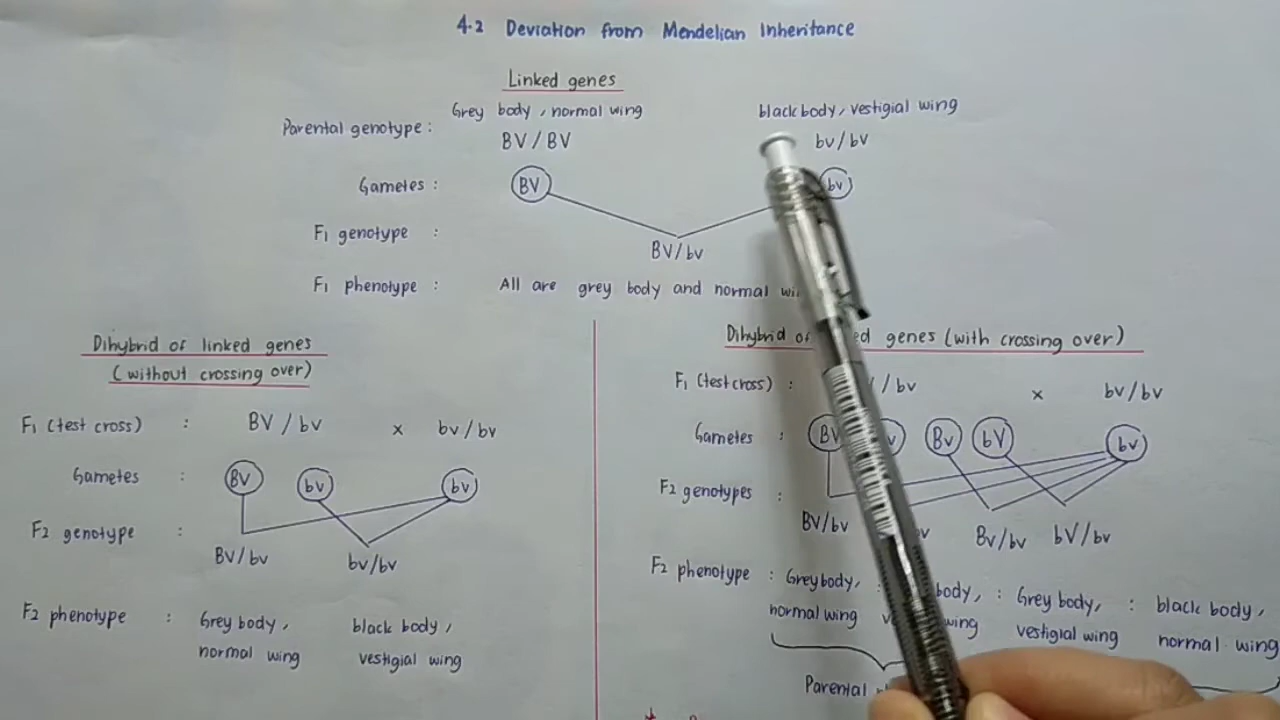 4.2 Deviation from Mendelian Inheritance
Linked genes
Grey body, normal wing
black body, vestigial wing
Parental genotype:
BV / BV
bv / bv
Gametes :
BV
bv
F1 genotype :
BV / bv
F1 phenotype : All are grey body and normal
Dihybrid of linked genes
(without crossing over)
F1 (test cross) : BV / bv x bv / bv
Gametes : BV bv bv
F2 genotype :
BV / bv bv / bv
F2 phenotype : Grey body, black body,
normal wing vestigial wing
Dihybrid of genes (with crossing over)
F1 (test cross) : / bv x bv / bv
Gametes : BV Bv bV bv
F2 genotypes :
BV / bv Bv / bv bV / bv
F2 phenotype : Grey body, : body, : Grey body, : black body,
normal wing wing vestigial wing normal wing
Parental